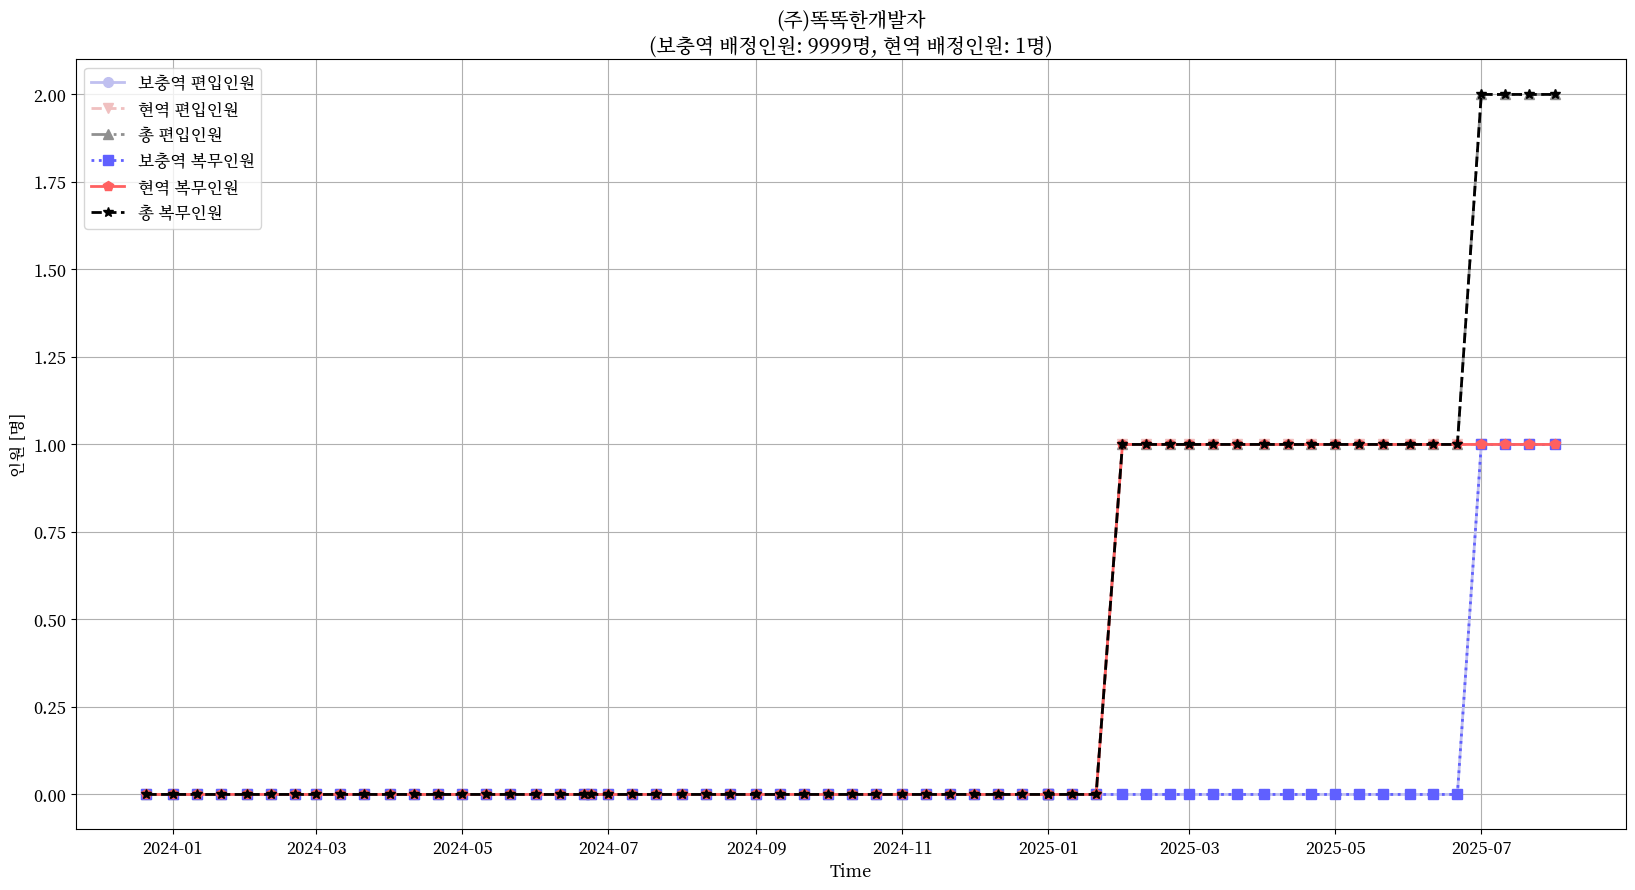 (주)똑똑한개발자
(보충역 배정인원: 9999명, 현역 배정인원: 1명)
보충역 편입인원
현역 편입인원
총 편입인원
보충역 복무인원
현역 복무인원
총 복무인원
인원 [명]
2.00
1.75
1.50
1.25
1.00
0.75
0.50
0.25
0.00
2024-01 2024-03 2024-05 2024-07 2024-09 2024-11 2025-01 2025-03 2025-05 2025-07
Time